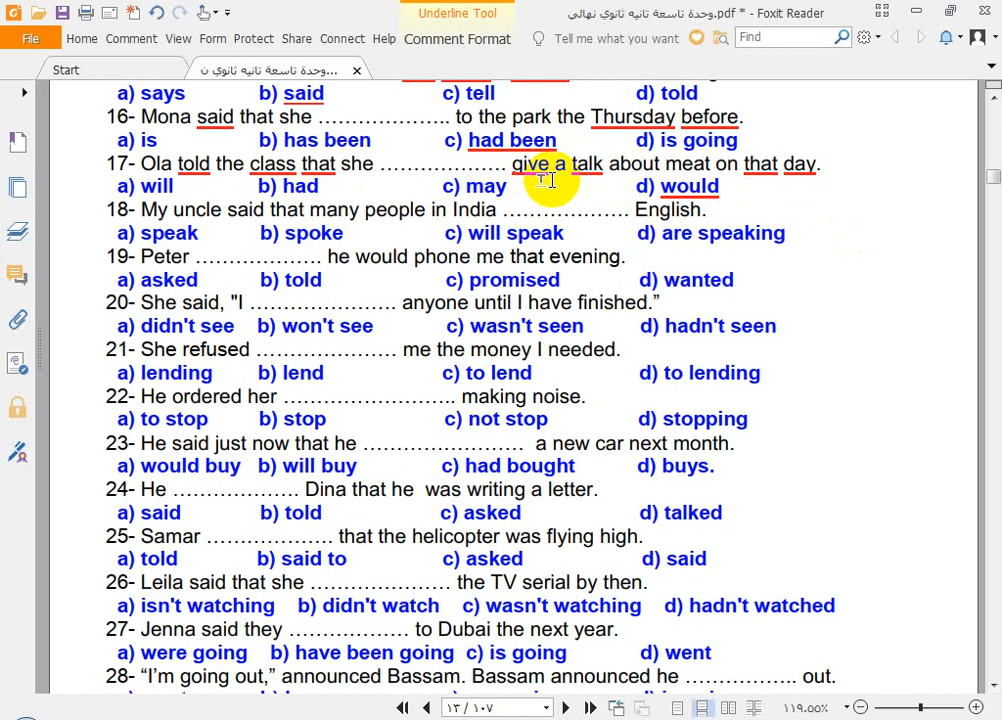 Underline Tool
وحدة تاسعة ثانيه ثانوي نهائي.pdf * - Foxit Reader
File Home Comment View Form Protect Share Connect Help Comment Format Tell me what you want Find
Start وحدة تاسعة ثانيه ثانوي ن...
a) says b) said c) tell d) told
16- Mona said that she ………………….. to the park the Thursday before.
a) is b) has been c) had been d) is going
17- Ola told the class that she ………………. give a talk about meat on that day.
a) will b) had c) may d) would
18- My uncle said that many people in India ………………. English.
a) speak b) spoke c) will speak d) are speaking
19- Peter ………………. he would phone me that evening.
a) asked b) told c) promised d) wanted
20- She said, "I …………………. anyone until I have finished.”
a) didn't see b) won't see c) wasn't seen d) hadn't seen
21- She refused ………………… me the money I needed.
a) lending b) lend c) to lend d) to lending
22- He ordered her …………………….. making noise.
a) to stop b) stop c) not stop d) stopping
23- He said just now that he …………………… a new car next month.
a) would buy b) will buy c) had bought d) buys.
24- He ………………. Dina that he was writing a letter.
a) said b) told c) asked d) talked
25- Samar ………………. that the helicopter was flying high.
a) told b) said to c) asked d) said
26- Leila said that she ………………… the TV serial by then.
a) isn't watching b) didn't watch c) wasn't watching d) hadn't watched
27- Jenna said they ……………… to Dubai the next year.
a) were going b) have been going c) is going d) went
28- “I’m going out,” announced Bassam. Bassam announced he …………….. out.
١٣ / ١٠٧ ١١٩.٥٥%